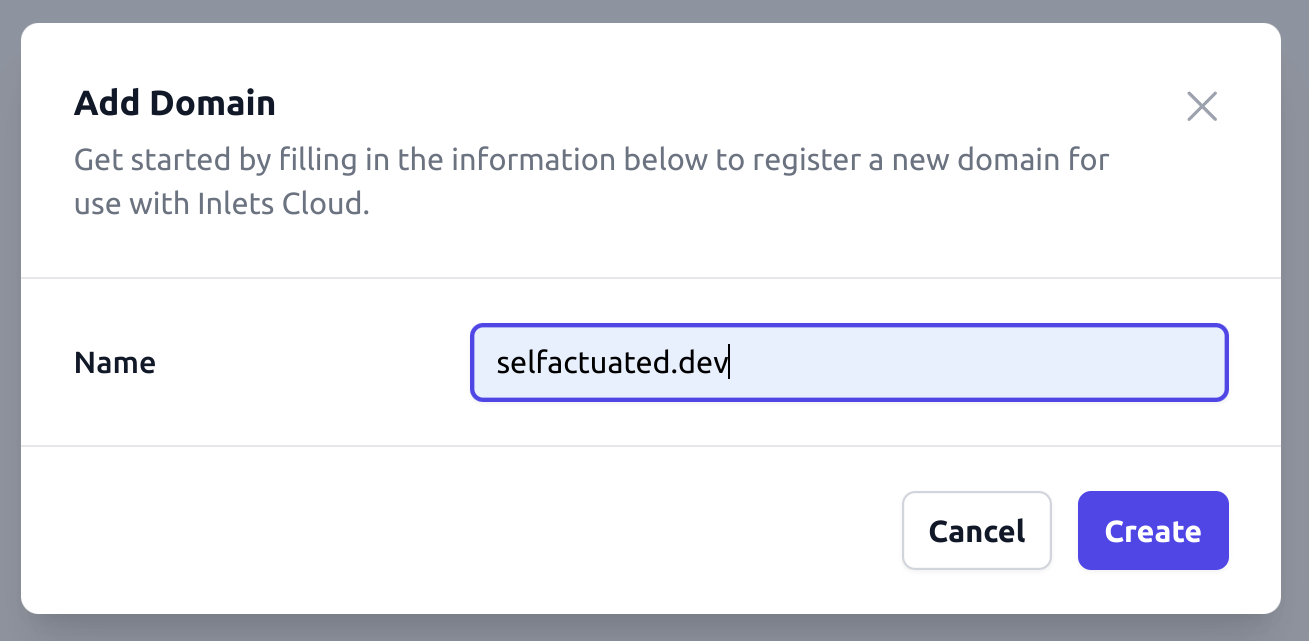 Add Domain
Get started by filling in the information below to register a new domain for
use with Inlets Cloud.
Name
selfactuated.dev
Cancel
Create